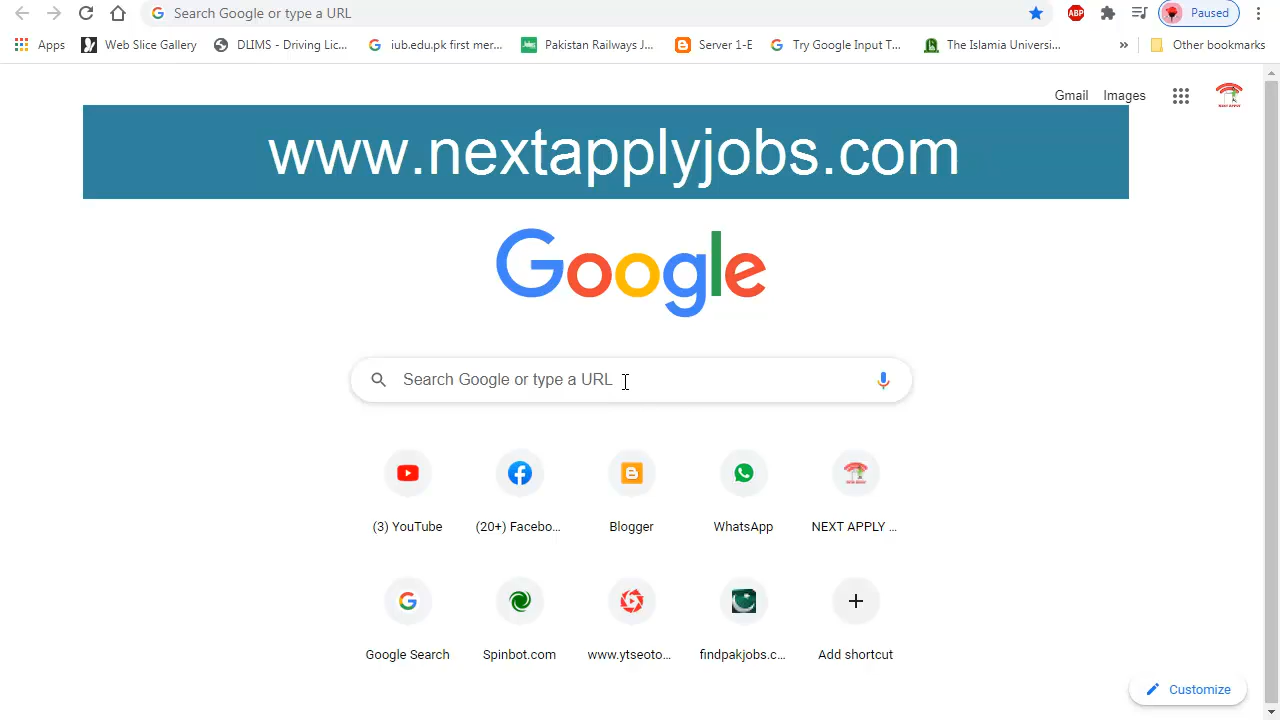 Search Google or type a URL
ABP
Paused
Apps
Web Slice Gallery
DLIMS - Driving Lic...
iub.edu.pk first mer...
Pakistan Railways J...
Server 1-E
Try Google Input T...
The Islamia Universi...
»
Other Bookmarks
Gmail
Images
www.nextapplyjobs.com
Google
Search Google or type a URL
(3) YouTube
(20+) Facebo...
Blogger
WhatsApp
NEXT APPLY ...
Google Search
Spinbot.com
www.ytseoto...
findpakjobs.c...
Add shortcut
Customize